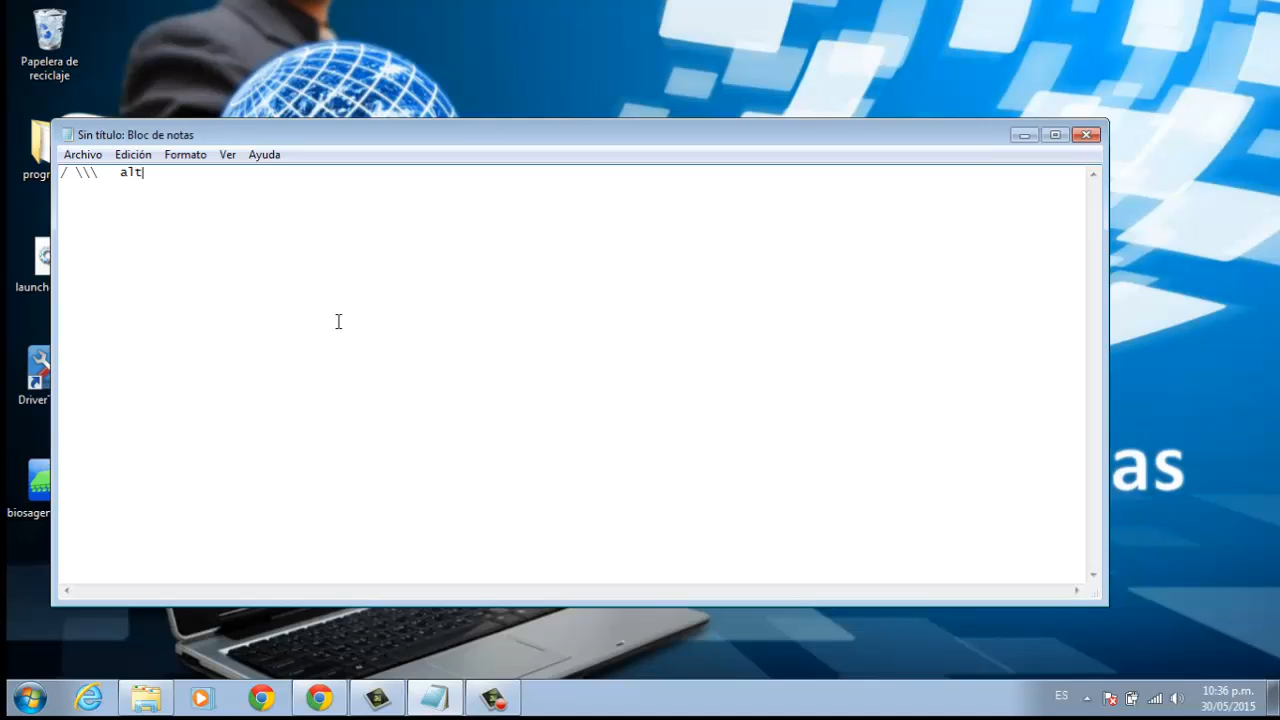 Papelera de
reciclaje
Sin título: Bloc de notas
Archivo Edición Formato Ver Ayuda
/ \\\ alt
progr
launch
Driver
biosager
as
ES
10:36 p.m.
30/05/2015